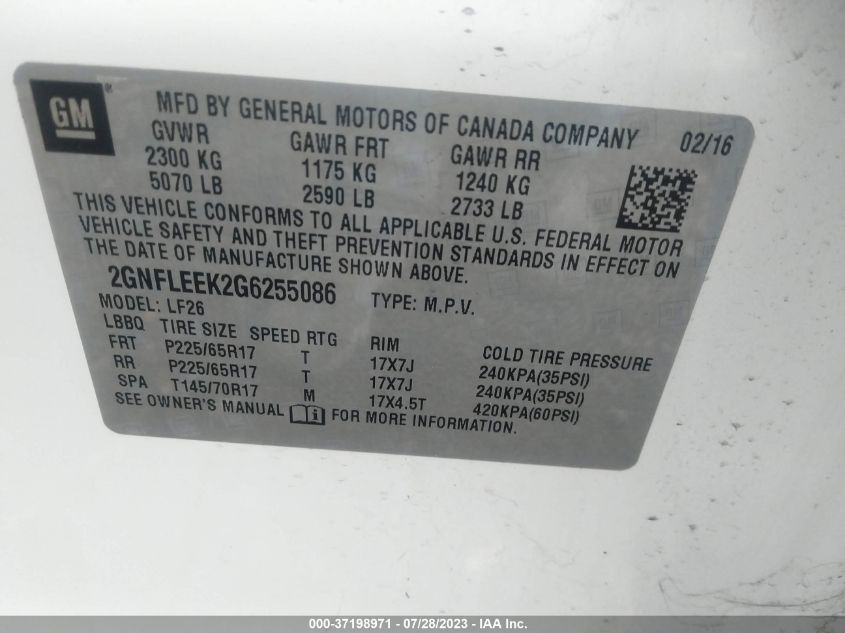 GM
MFD BY GENERAL MOTORS OF CANADA COMPANY 02/16
GVWR GAWR FRT GAWR RR
2300 KG 1175 KG 1240 KG
5070 LB 2590 LB 2733 LB
THIS VEHICLE CONFORMS TO ALL APPLICABLE U.S. FEDERAL MOTOR
VEHICLE SAFETY AND THEFT PREVENTION STANDARDS IN EFFECT ON
THE DATE OF MANUFACTURE SHOWN ABOVE.
2GNFLEEK2G6255086 TYPE: M.P.V.
MODEL: LF26
LBBQ TIRE SIZE SPEED RTG RIM COLD TIRE PRESSURE
FRT P225/65R17 T 17X7J 240KPA(35PSI)
RR P225/65R17 T 17X7J 240KPA(35PSI)
SPA T145/70R17 M 17X4.5T 420KPA(60PSI)
SEE OWNER'S MANUAL FOR MORE INFORMATION.
000-37198971 - 07/28/2023 - IAA Inc.